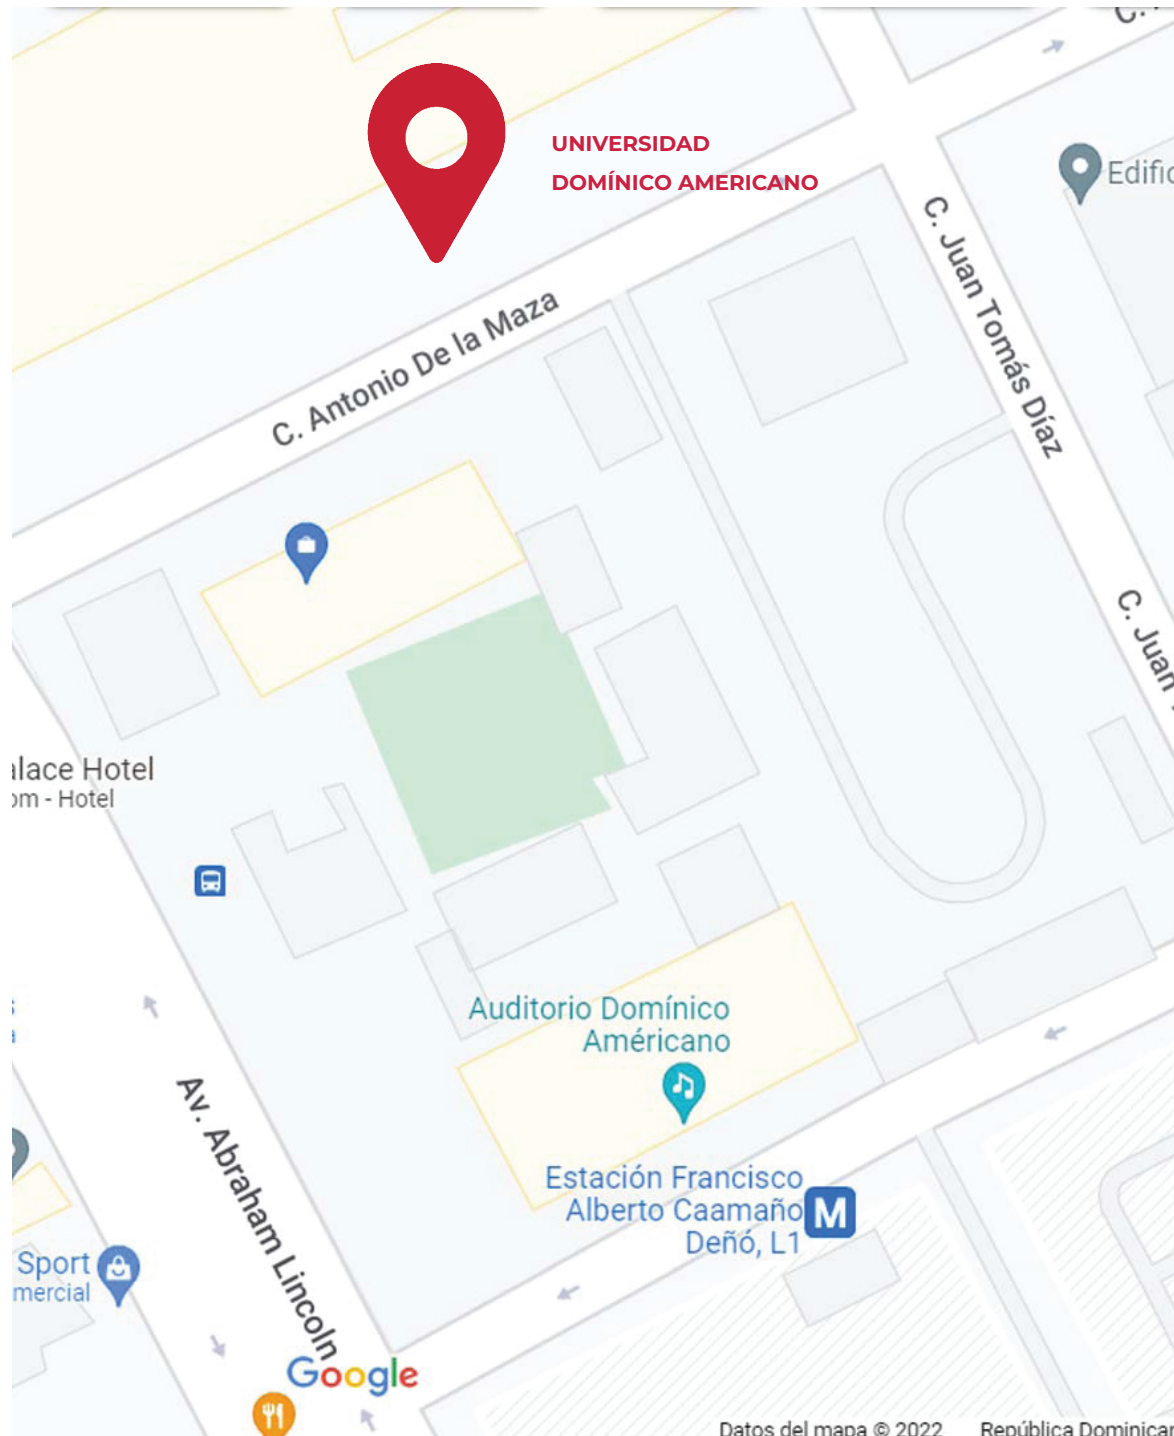 UNIVERSIDAD
DOMÍNICO AMERICANO
Edific
C. Juan Tomás Díaz
C. Antonio De la Maza
C. Juan
alace Hotel
om - Hotel
Auditorio Domínico
Américano
Av. Abraham Lincoln
Estación Francisco
Alberto Caamaño
Deñó, L1
M
Sport
mercial
Google
Datos del mapa © 2022 República Dominican